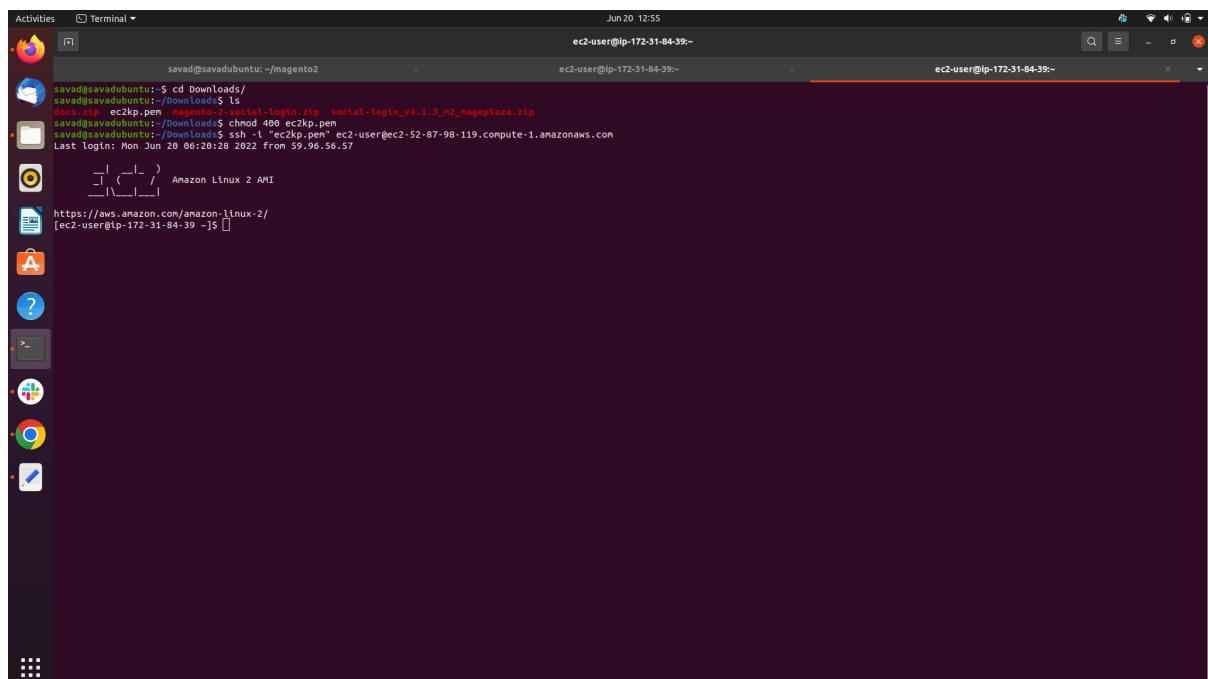 Activities Terminal Jun 20 12:55
ec2-user@ip-172-31-84-39:~
savad@savadubuntu: ~/magento2 ec2-user@ip-172-31-84-39:~ ec2-user@ip-172-31-84-39:~
savad@savadubuntu:~$ cd Downloads/
savad@savadubuntu:~/Downloads$ ls
docs.zip ec2kp.pem magento-2-social-login.zip social-login_v4.1.3_m2_mageplaza.zip
savad@savadubuntu:~/Downloads$ chmod 400 ec2kp.pem
savad@savadubuntu:~/Downloads$ ssh -i "ec2kp.pem" ec2-user@ec2-52-87-98-119.compute-1.amazonaws.com
Last login: Mon Jun 20 06:20:28 2022 from 59.96.56.57
__| __|_ )
_| ( / Amazon Linux 2 AMI
___|\___|___|
https://aws.amazon.com/amazon-linux-2/
[ec2-user@ip-172-31-84-39 ~]$